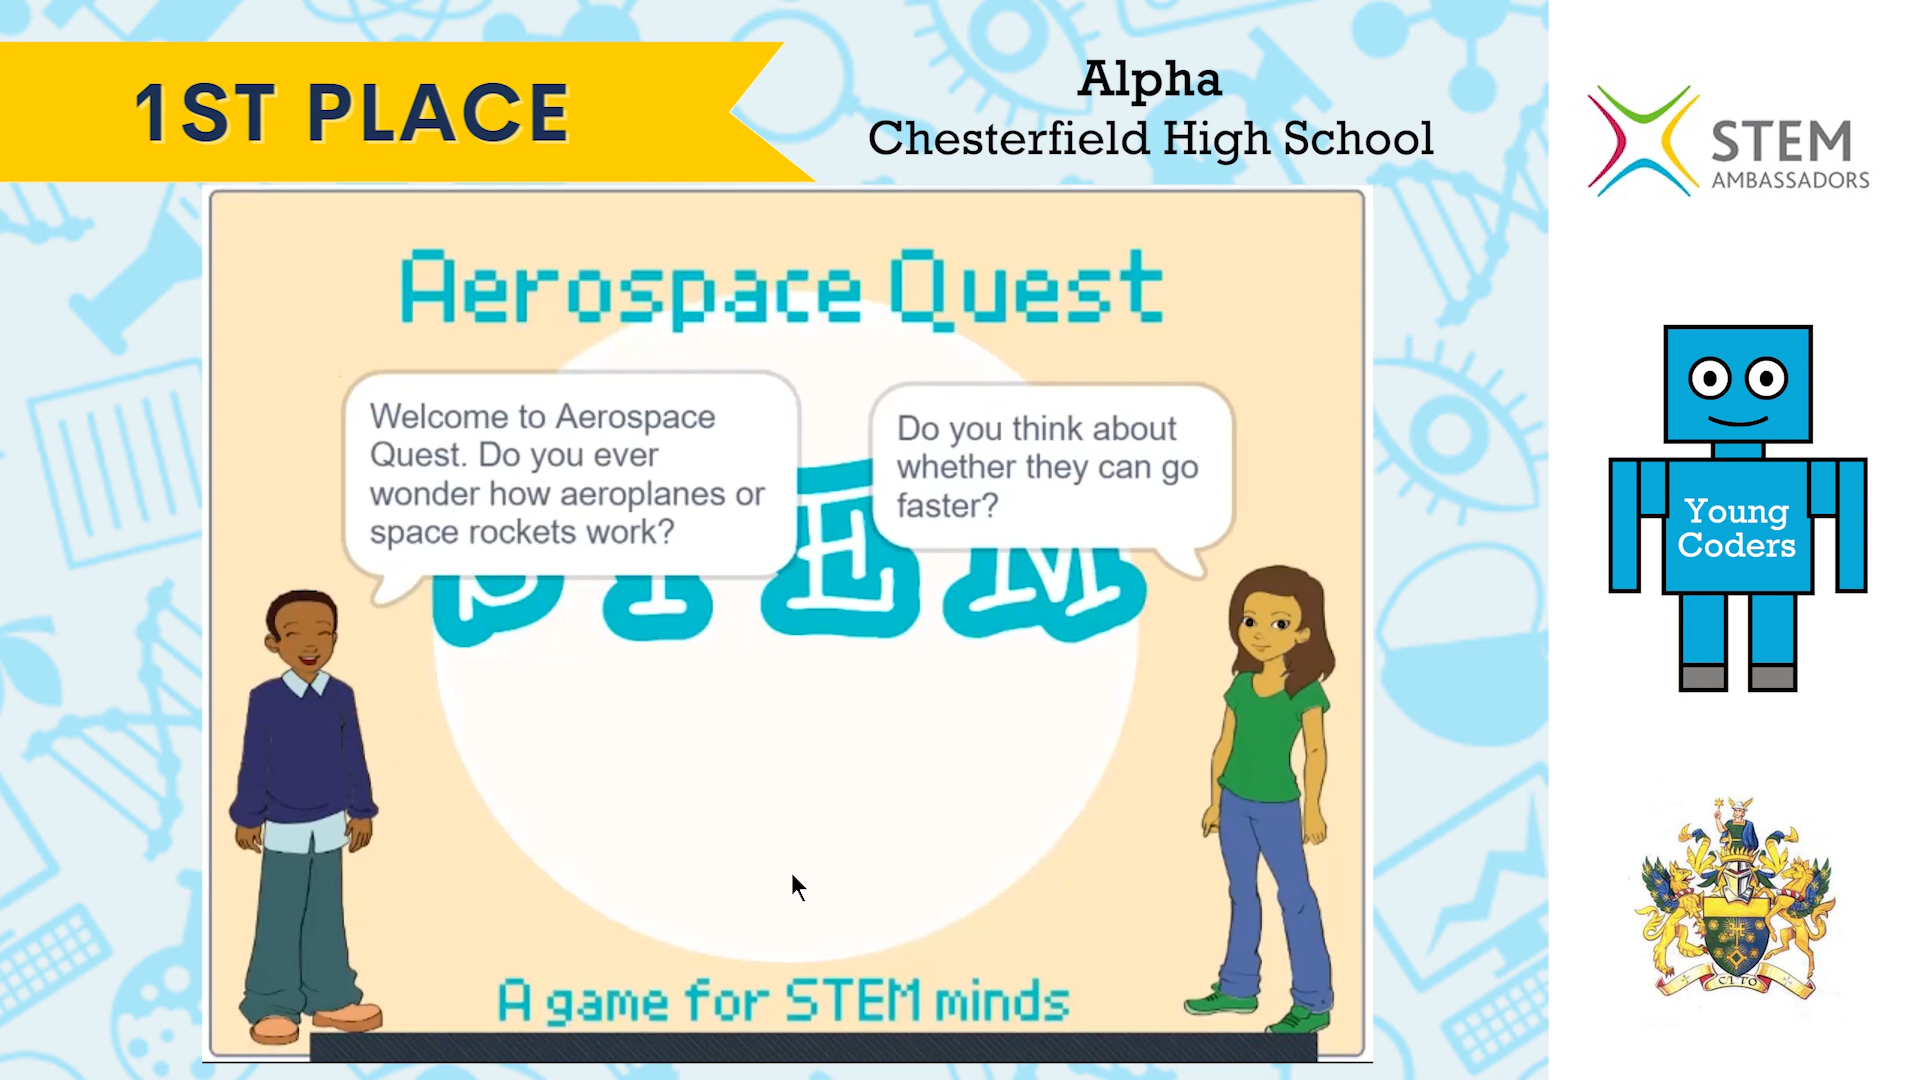 1ST PLACE
Alpha
Chesterfield High School
STEM
AMBASSADORS
Aerospace Quest
Welcome to Aerospace
Quest. Do you ever
wonder how aeroplanes or
space rockets work?
Do you think about
whether they can go
faster?
STEM
A game for STEM minds
Young
Coders
CITO